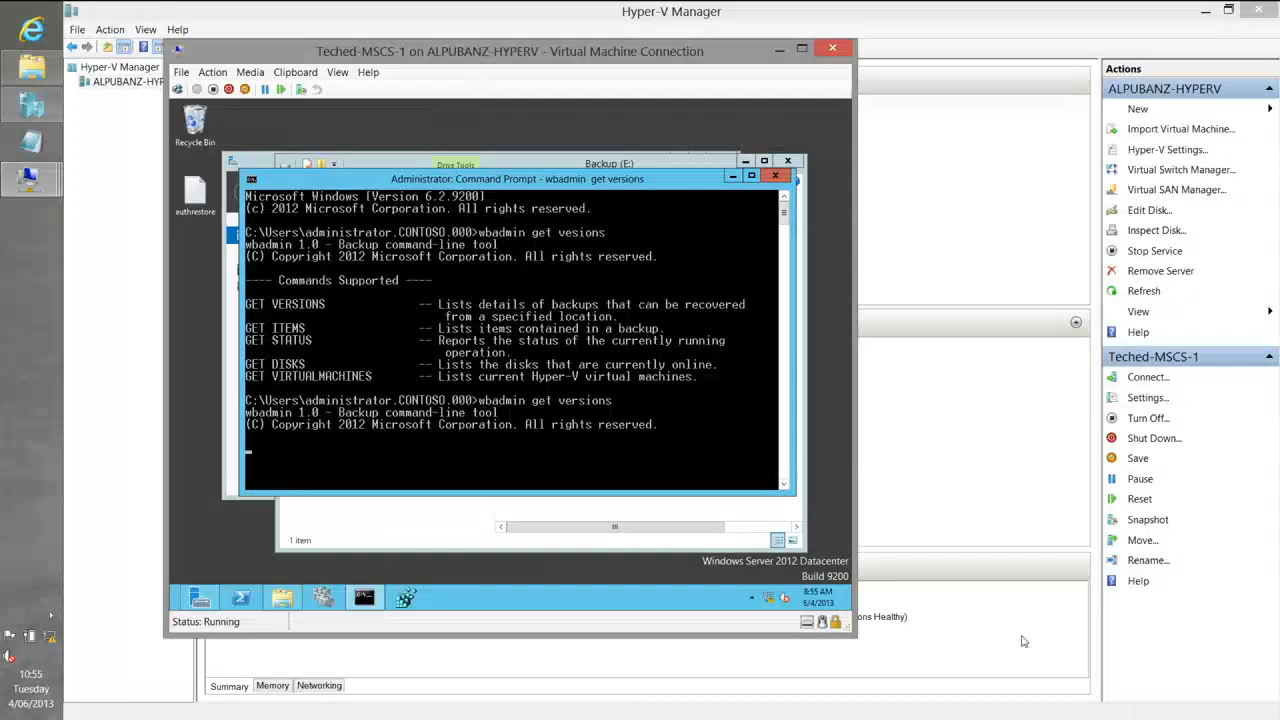 Hyper-V Manager
File Action View Help
Hyper-V Manager
ALPUBANZ-HYPERV
Teched-MSCS-1 on ALPUBANZ-HYPERV - Virtual Machine Connection
File Action Media Clipboard View Help
Recycle Bin
authrestore
Drive Tools
Backup (E:)
Administrator: Command Prompt - wbadmin get versions
Microsoft Windows [Version 6.2.9200]
(c) 2012 Microsoft Corporation. All rights reserved.
C:\Users\administrator.CONTOSO.000>wbadmin get vesions
wbadmin 1.0 - Backup command-line tool
(C) Copyright 2012 Microsoft Corporation. All rights reserved.
---- Commands Supported ----
GET VERSIONS -- Lists details of backups that can be recovered
from a specified location.
GET ITEMS -- Lists items contained in a backup.
GET STATUS -- Reports the status of the currently running
operation.
GET DISKS -- Lists the disks that are currently online.
GET VIRTUALMACHINES -- Lists current Hyper-V virtual machines.
C:\Users\administrator.CONTOSO.000>wbadmin get versions
wbadmin 1.0 - Backup command-line tool
(C) Copyright 2012 Microsoft Corporation. All rights reserved.
1 item
Windows Server 2012 Datacenter
Build 9200
8:55 AM
6/4/2013
Status: Running
ons Healthy)
Summary Memory Networking
Actions
ALPUBANZ-HYPERV
New
Import Virtual Machine...
Hyper-V Settings...
Virtual Switch Manager...
Virtual SAN Manager...
Edit Disk...
Inspect Disk...
Stop Service
Remove Server
Refresh
View
Help
Teched-MSCS-1
Connect...
Settings...
Turn Off...
Shut Down...
Save
Pause
Reset
Snapshot
Move...
Rename...
Help
10:55
Tuesday
4/06/2013